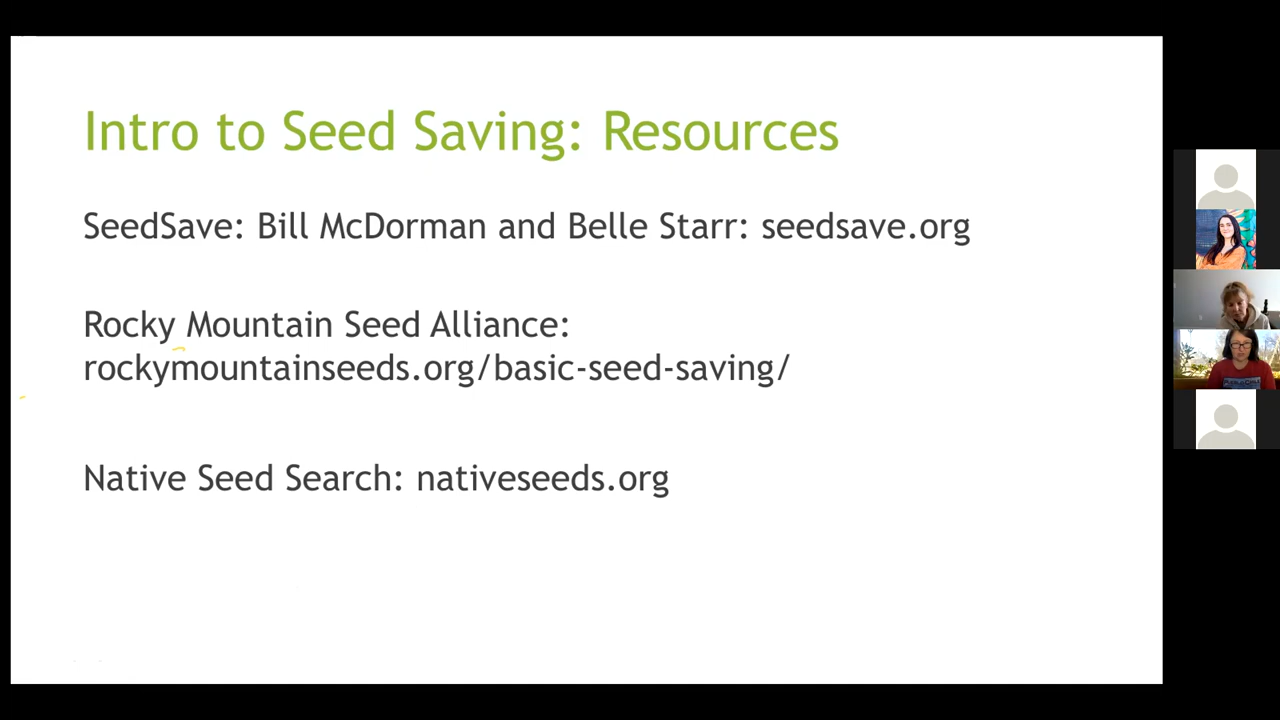 Intro to Seed Saving: Resources
SeedSave: Bill McDorman and Belle Starr: seedsave.org
Rocky Mountain Seed Alliance:
rockymountainseeds.org/basic-seed-saving/
Native Seed Search: nativeseeds.org